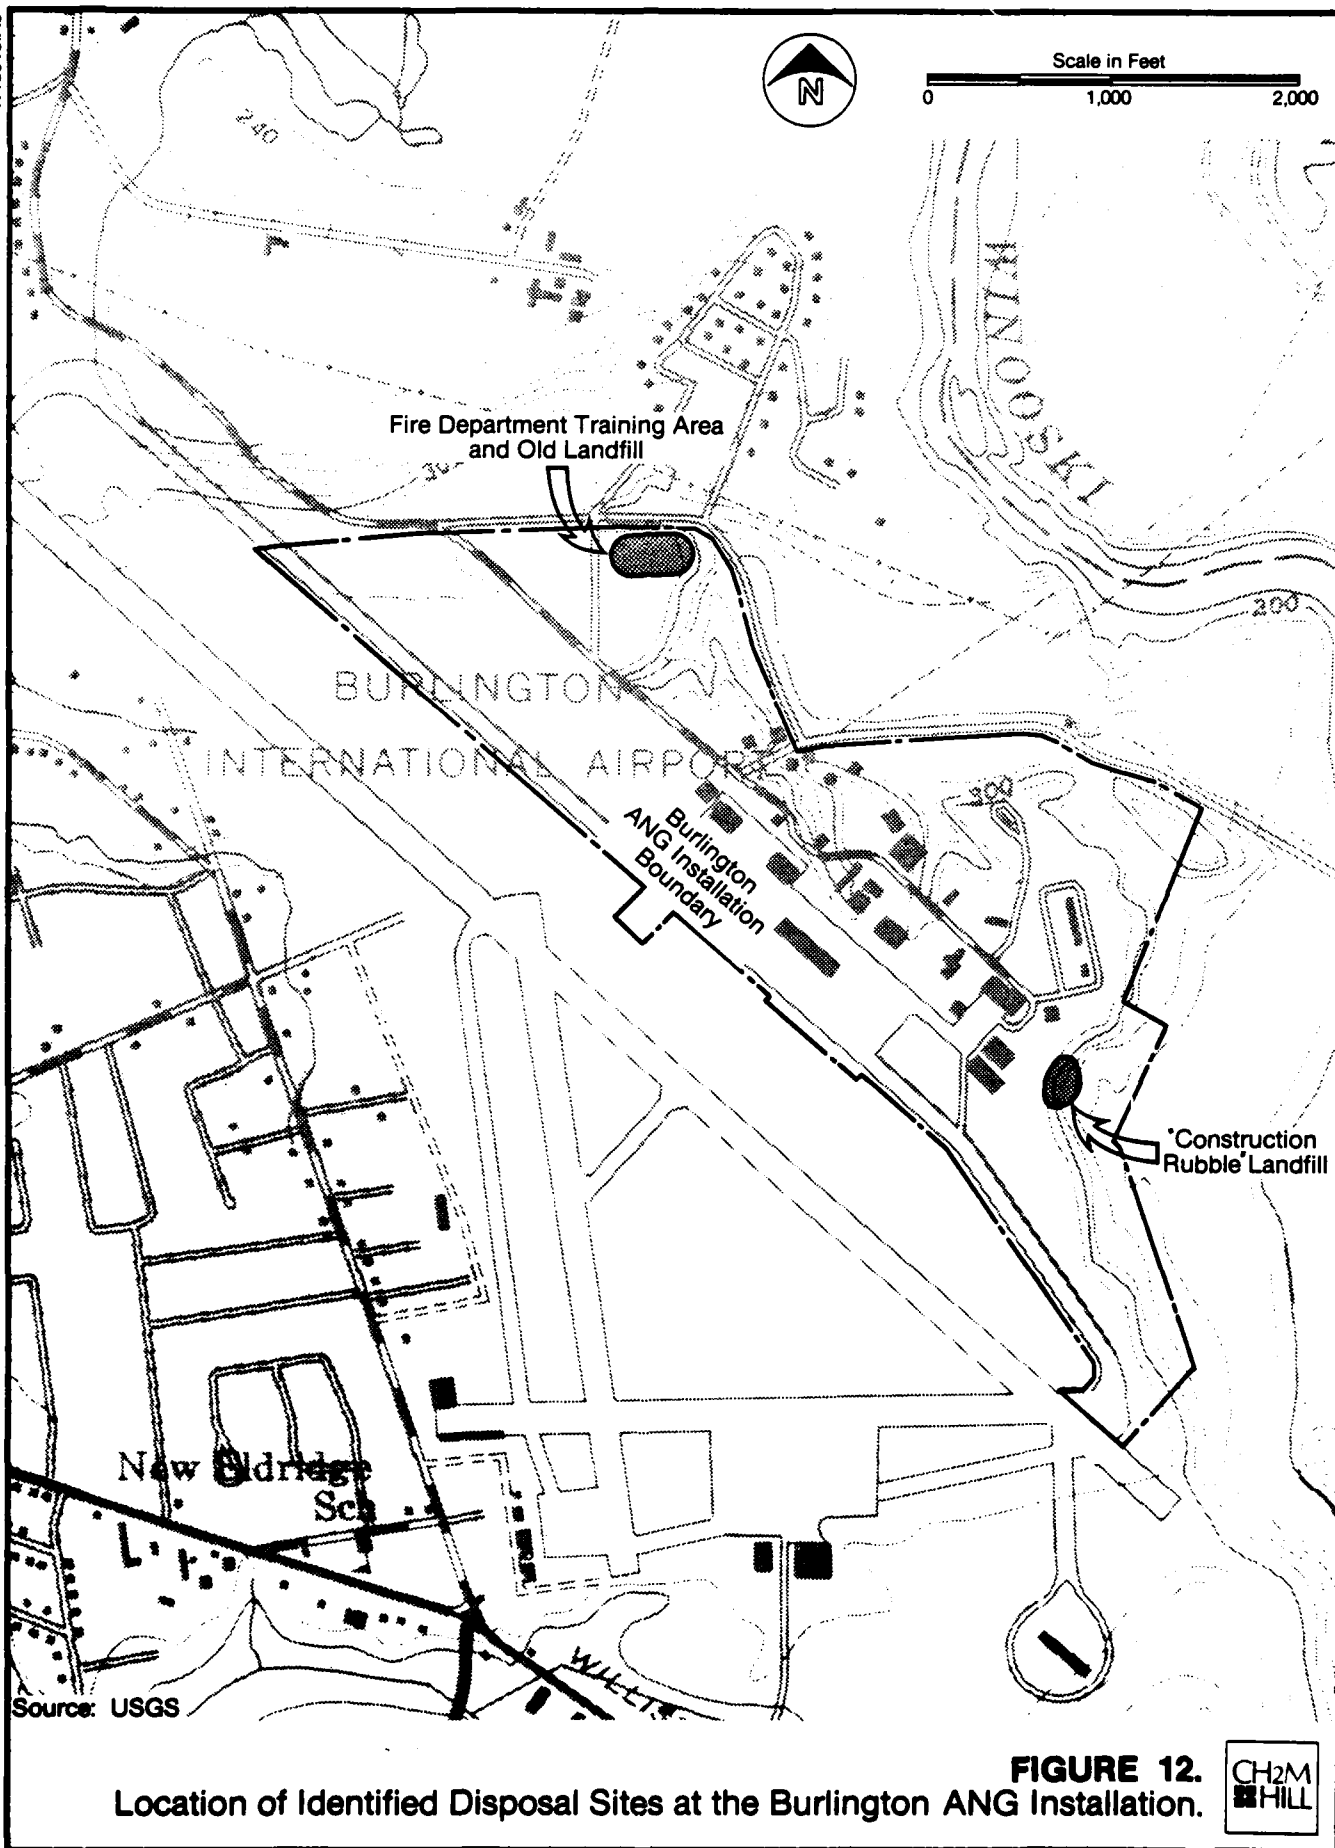 Scale in Feet
0 1,000 2,000
N
240
WINOOSKI
Fire Department Training Area
and Old Landfill
200
BURLINGTON
INTERNATIONAL AIRPORT
300
Burlington
ANG Installation
Boundary
"Construction
Rubble" Landfill
New Eldridge
Sch
Source: USGS
FIGURE 12.
Location of Identified Disposal Sites at the Burlington ANG Installation.
CH2M
HILL